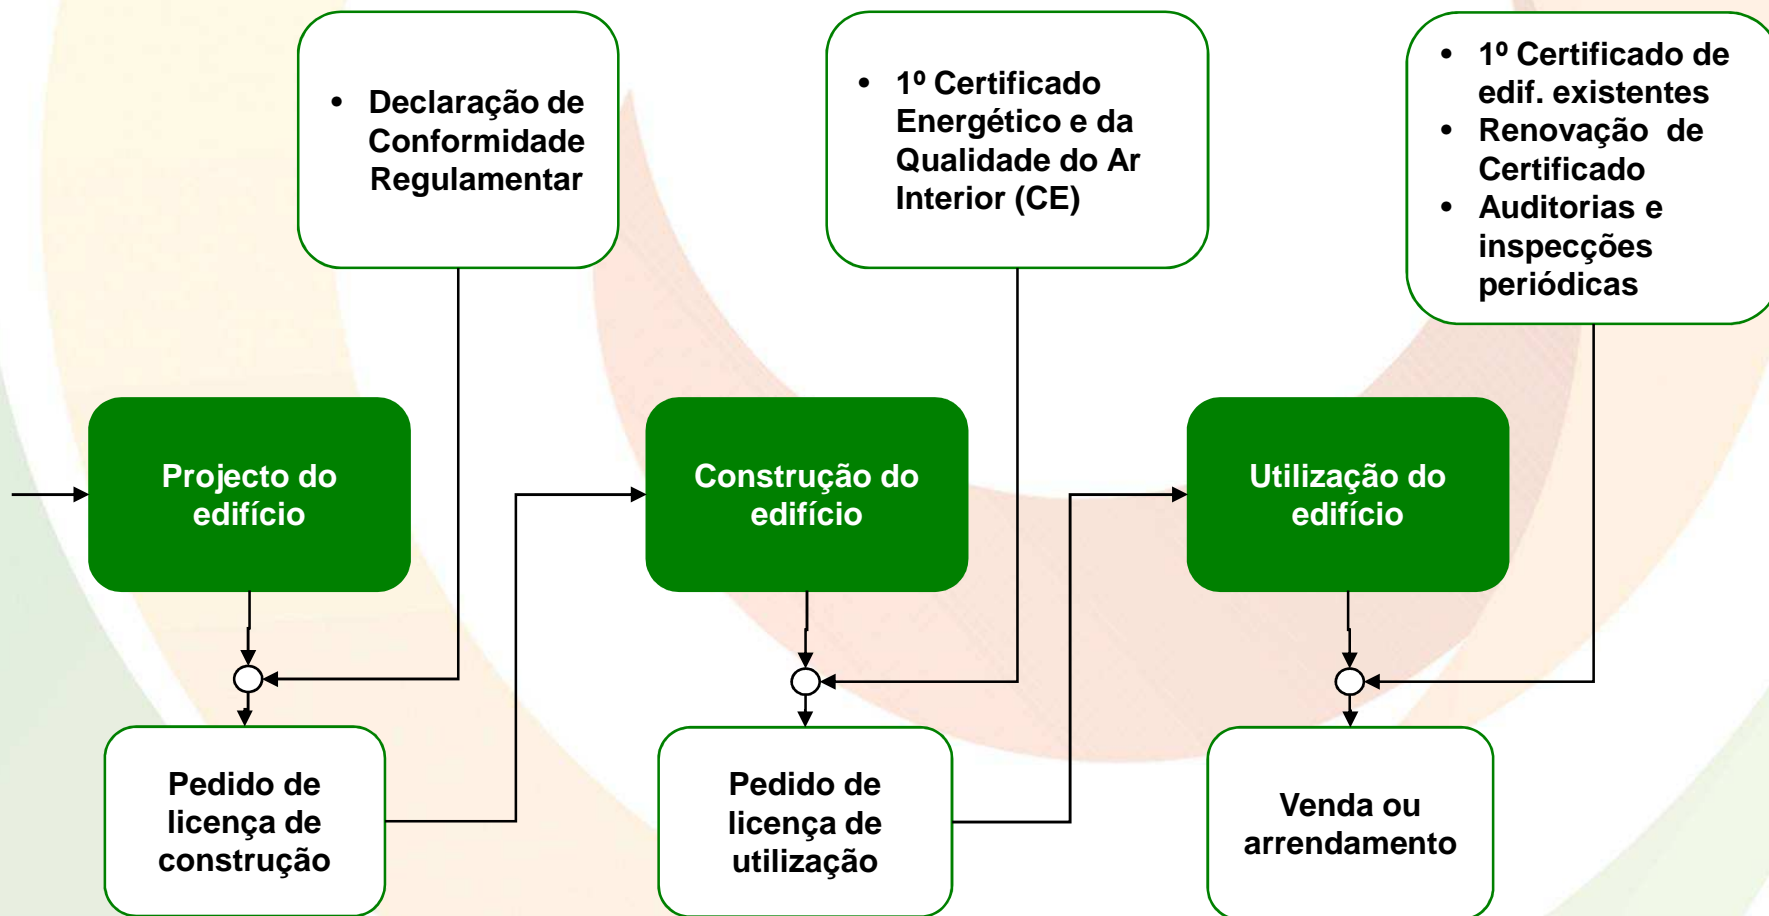 • Declaração de
Conformidade
Regulamentar
• 1º Certificado
Energético e da
Qualidade do Ar
Interior (CE)
• 1º Certificado de
edif. existentes
• Renovação de
Certificado
• Auditorias e
inspecções
periódicas
Projecto do
edifício
Construção do
edifício
Utilização do
edifício
Pedido de
licença de
construção
Pedido de
licença de
utilização
Venda ou
arrendamento